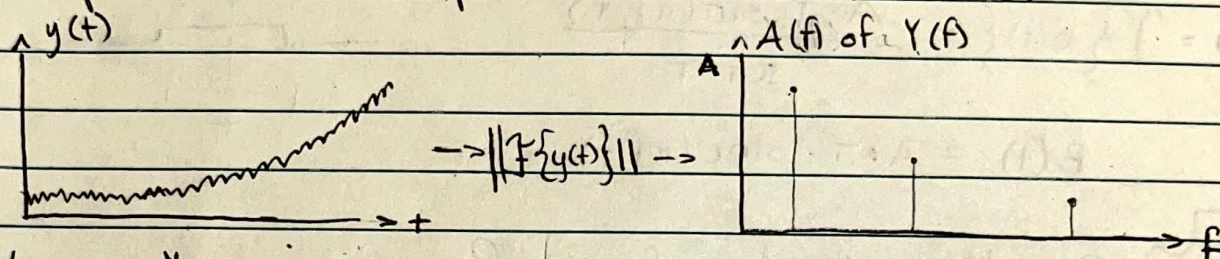 y(t)
A(f) of Y(f)
A
→||F{y(t)}||→
t
f